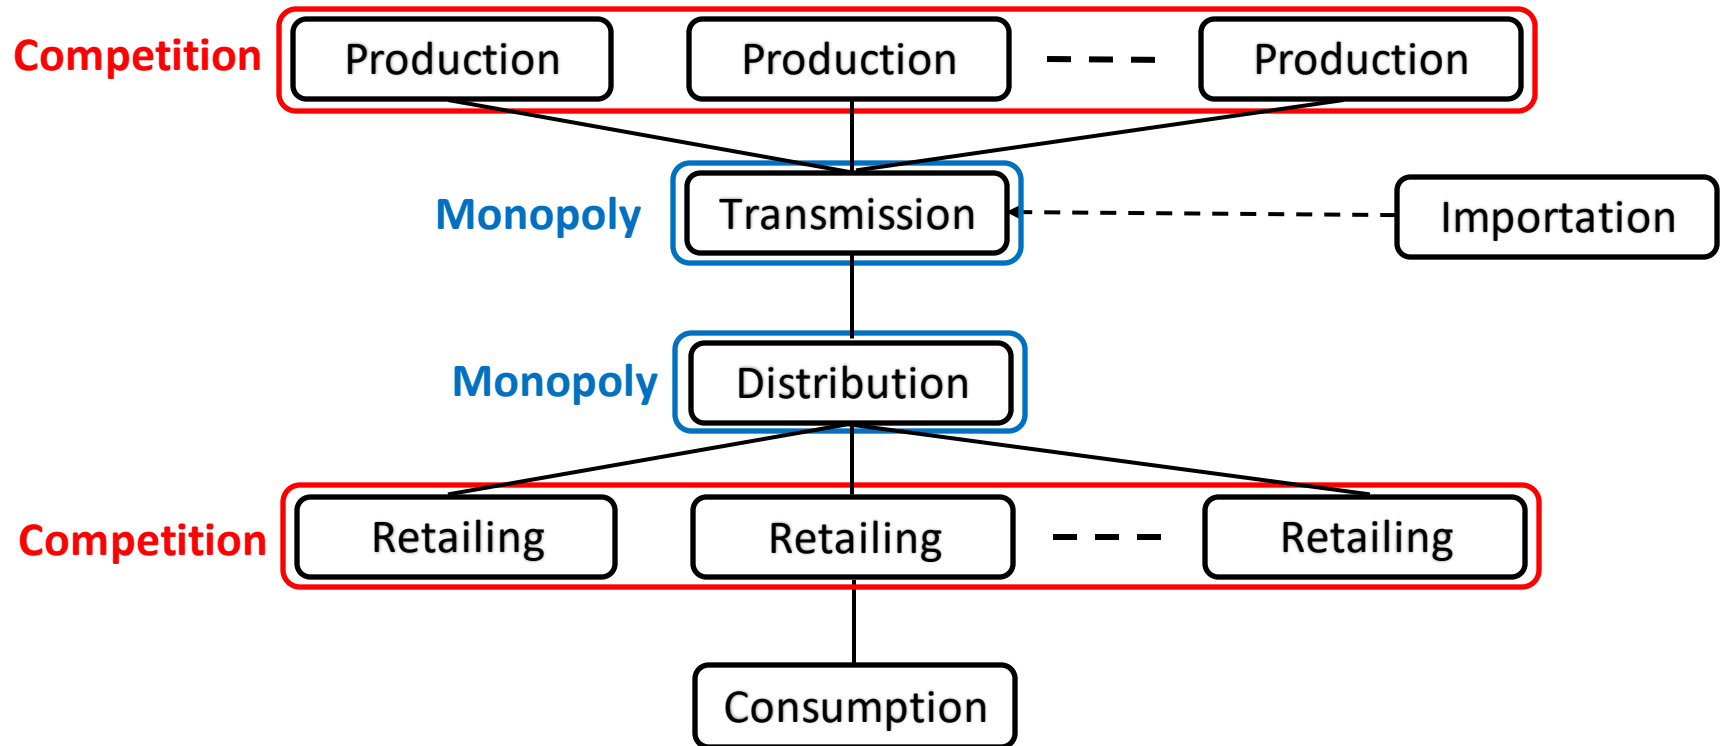 Competition
Production
Production
Production
Monopoly
Transmission
Importation
Monopoly
Distribution
Competition
Retailing
Retailing
Retailing
Consumption